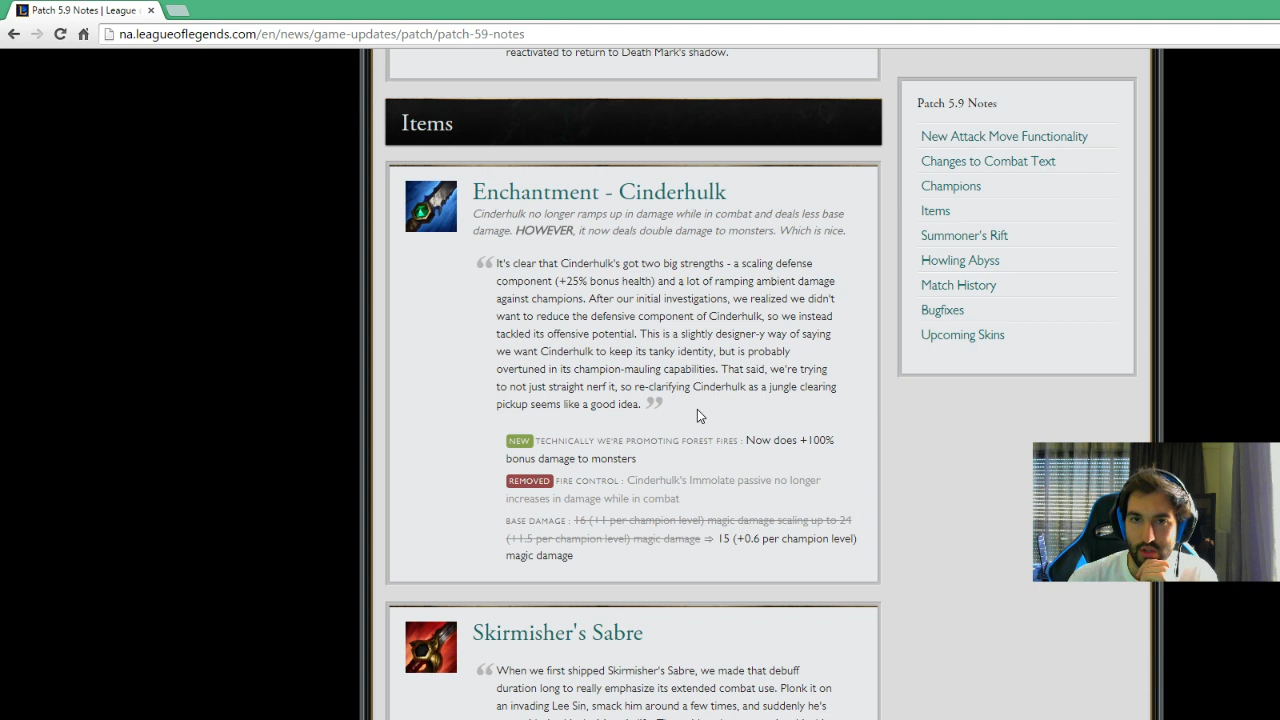 Patch 5.9 Notes | League
na.leagueoflegends.com/en/news/game-updates/patch/patch-59-notes
reactivated to return to Death Mark's shadow.
Items
Enchantment - Cinderhulk
Cinderhulk no longer ramps up in damage while in combat and deals less base
damage. HOWEVER, it now deals double damage to monsters. Which is nice.
It's clear that Cinderhulk's got two big strengths - a scaling defense
component (+25% bonus health) and a lot of ramping ambient damage
against champions. After our initial investigations, we realized we didn't
want to reduce the defensive component of Cinderhulk, so we instead
tackled its offensive potential. This is a slightly designer-y way of saying
we want Cinderhulk to keep its tanky identity, but is probably
overtuned in its champion-mauling capabilities. That said, we're trying
to not just straight nerf it, so re-clarifying Cinderhulk as a jungle clearing
pickup seems like a good idea.
NEW TECHNICALLY WE'RE PROMOTING FOREST FIRES : Now does +100%
bonus damage to monsters
REMOVED FIRE CONTROL : Cinderhulk's Immolate passive no longer
increases in damage while in combat
BASE DAMAGE : 16 (+1 per champion level) magic damage scaling up to 24
(+1.5 per champion level) magic damage ⇒ 15 (+0.6 per champion level)
magic damage
Skirmisher's Sabre
When we first shipped Skirmisher's Sabre, we made that debuff
duration long to really emphasize its extended combat use. Plonk it on
an invading Lee Sin, smack him around a few times, and suddenly he's
Patch 5.9 Notes
New Attack Move Functionality
Changes to Combat Text
Champions
Items
Summoner's Rift
Howling Abyss
Match History
Bugfixes
Upcoming Skins